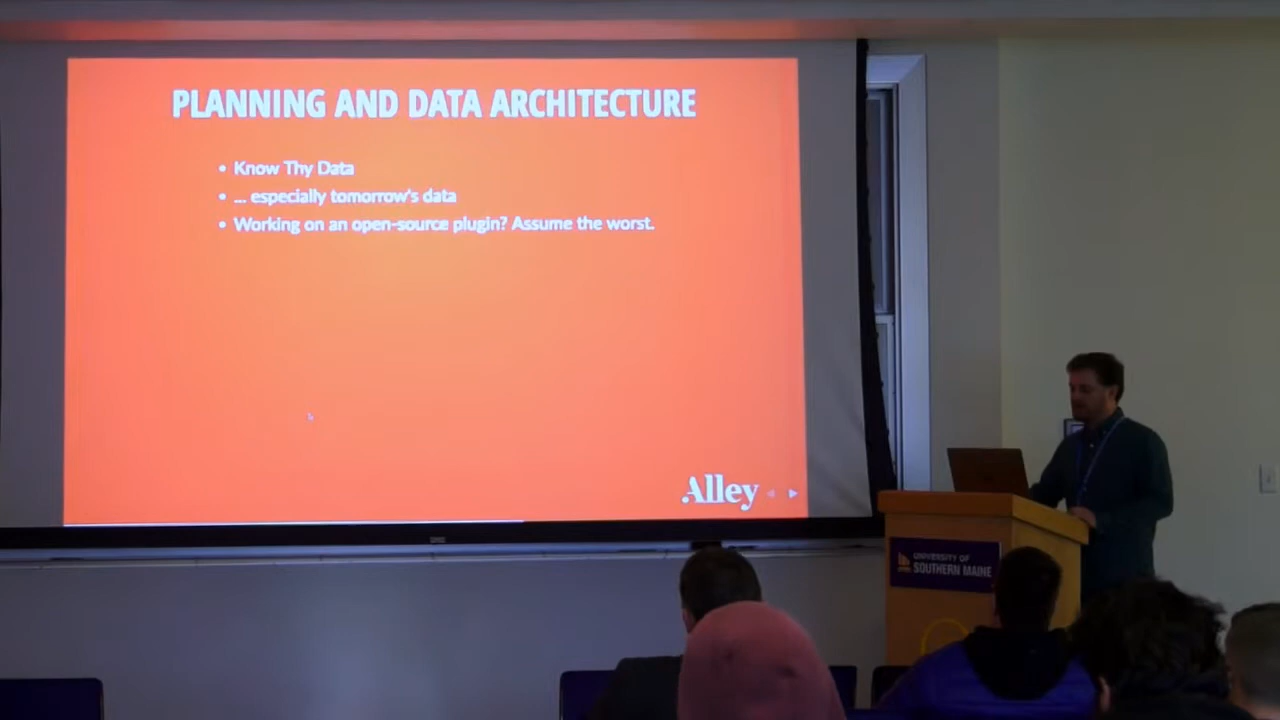 PLANNING AND DATA ARCHITECTURE
• Know Thy Data
• ... especially tomorrow's data
• Working on an open-source plugin? Assume the worst.
Alley
UNIVERSITY OF
SOUTHERN MAINE